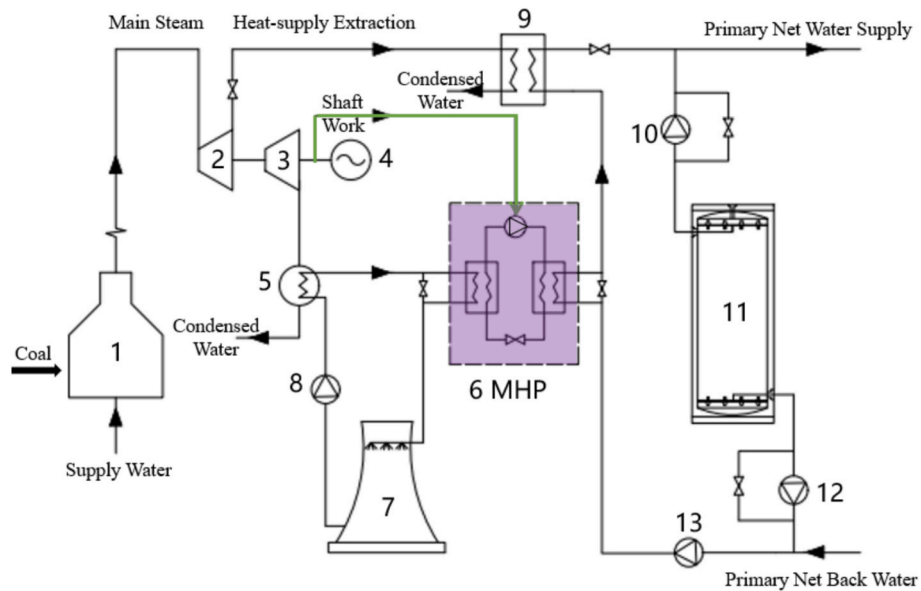 Main Steam
Heat-supply Extraction
9
Primary Net Water Supply
Condensed
Water
Shaft
Work
10
2
3
4
5
11
Condensed
Water
1
Coal
8
6 MHP
Supply Water
7
12
13
Primary Net Back Water